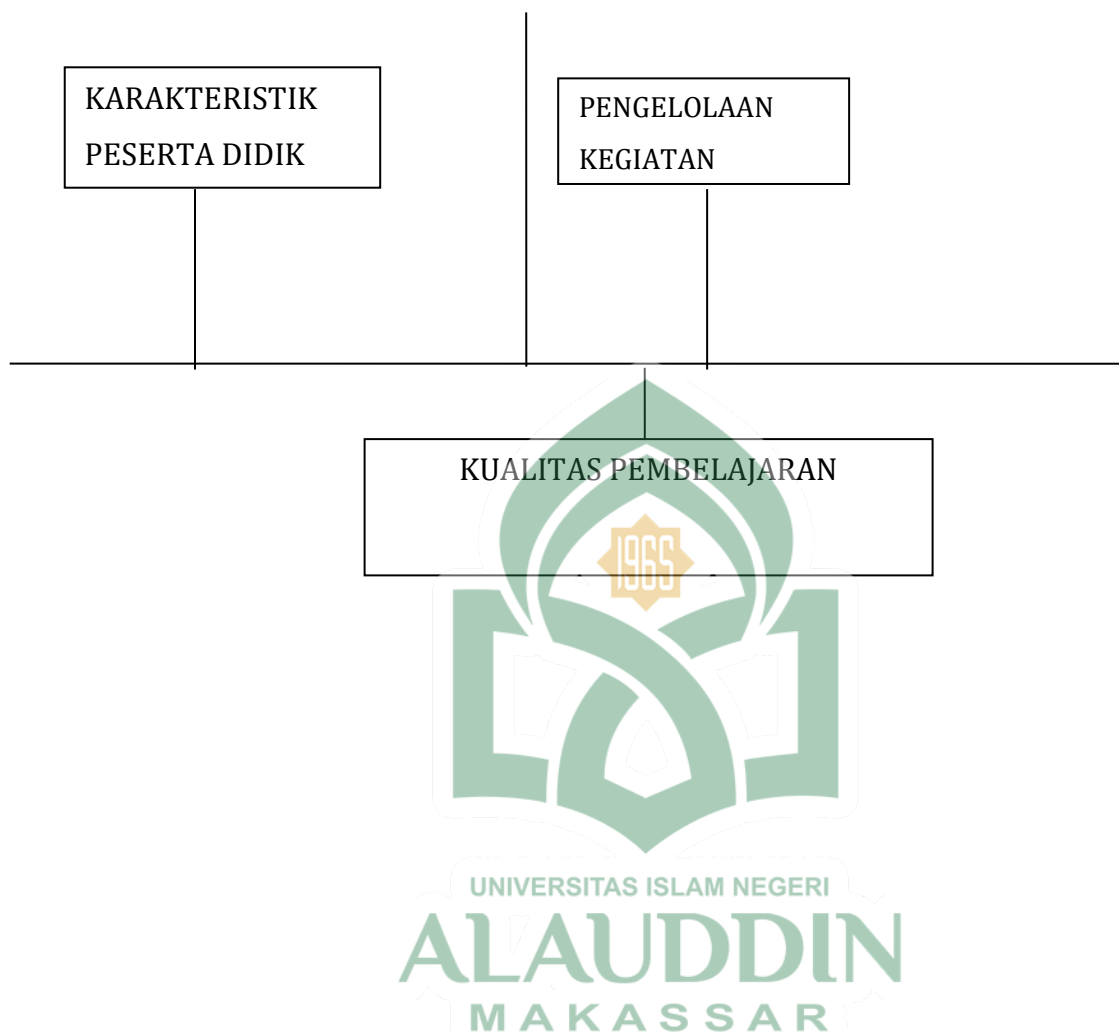 KARAKTERISTIK
PESERTA DIDIK
PENGELOLAAN
KEGIATAN
KUALITAS PEMBELAJARAN
1965
UNIVERSITAS ISLAM NEGERI
ALAUDDIN
MAKASSAR